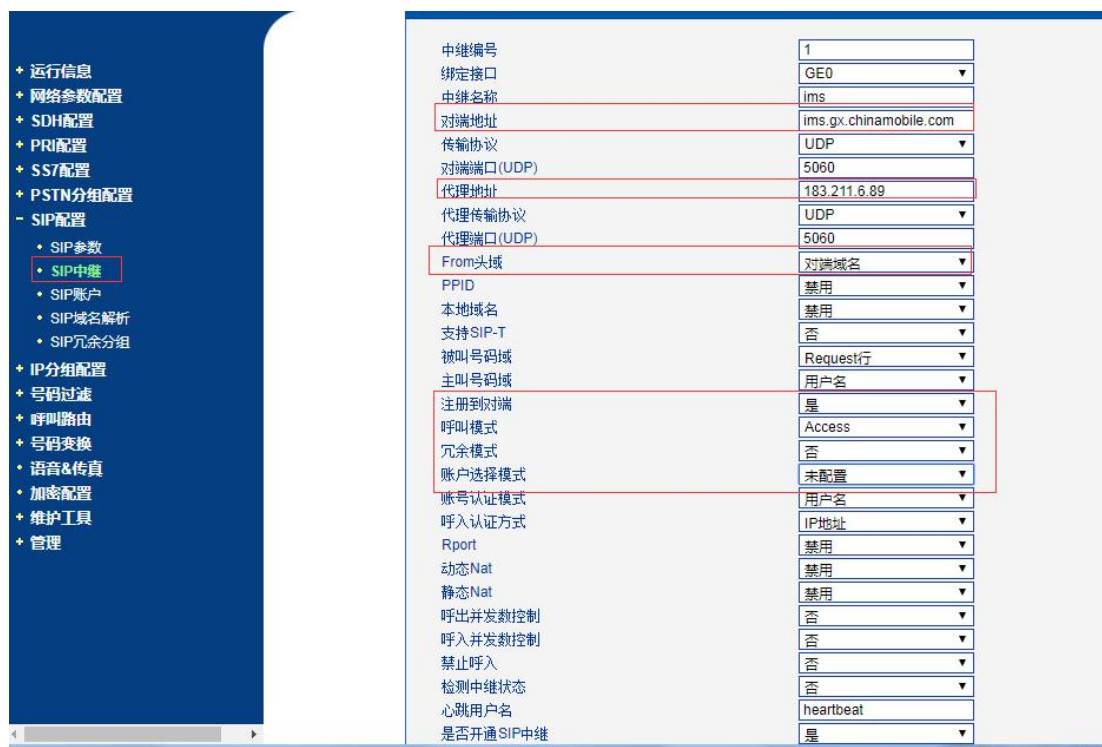 + 运行信息
+ 网络参数配置
+ SDH配置
+ PRI配置
+ SS7配置
+ PSTN分组配置
- SIP配置
• SIP参数
• SIP中继
• SIP账户
• SIP域名解析
• SIP冗余分组
+ IP分组配置
+ 号码过滤
+ 呼叫路由
+ 号码变换
• 语音&传真
• 加密配置
+ 维护工具
+ 管理
中继编号 1
绑定接口 GE0
中继名称 ims
对端地址 ims.gx.chinamobile.com
传输协议 UDP
对端端口(UDP) 5060
代理地址 183.211.6.89
代理传输协议 UDP
代理端口(UDP) 5060
From头域 对端域名
PPID 禁用
本地域名 禁用
支持SIP-T 否
被叫号码域 Request行
主叫号码域 用户名
注册到对端 是
呼叫模式 Access
冗余模式 否
账户选择模式 未配置
账号认证模式 用户名
呼入认证方式 IP地址
Rport 禁用
动态Nat 禁用
静态Nat 禁用
呼出并发数控制 否
呼入并发数控制 否
禁止呼入 否
检测中继状态 否
心跳用户名 heartbeat
是否开通SIP中继 是